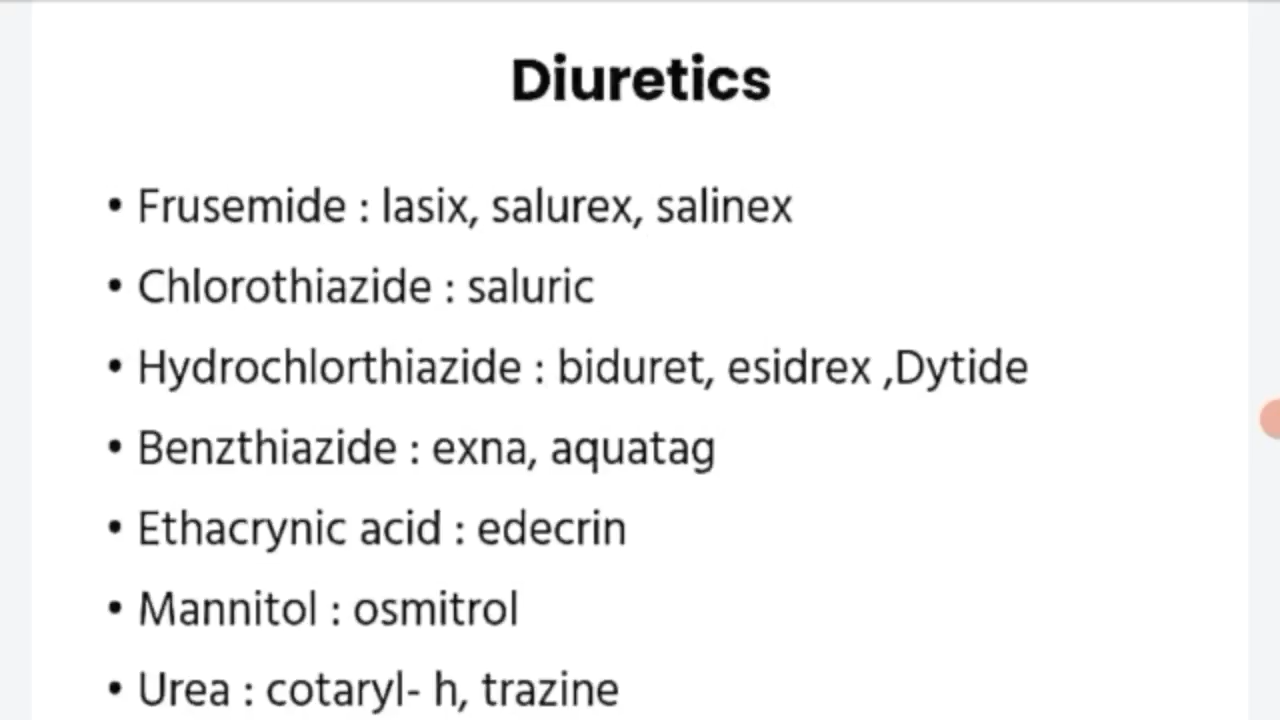 Diuretics
• Frusemide : lasix, salurex, salinex
• Chlorothiazide : saluric
• Hydrochlorthiazide : biduret, esidrex ,Dytide
• Benzthiazide : exna, aquatag
• Ethacrynic acid : edecrin
• Mannitol : osmitrol
• Urea : cotaryl- h, trazine